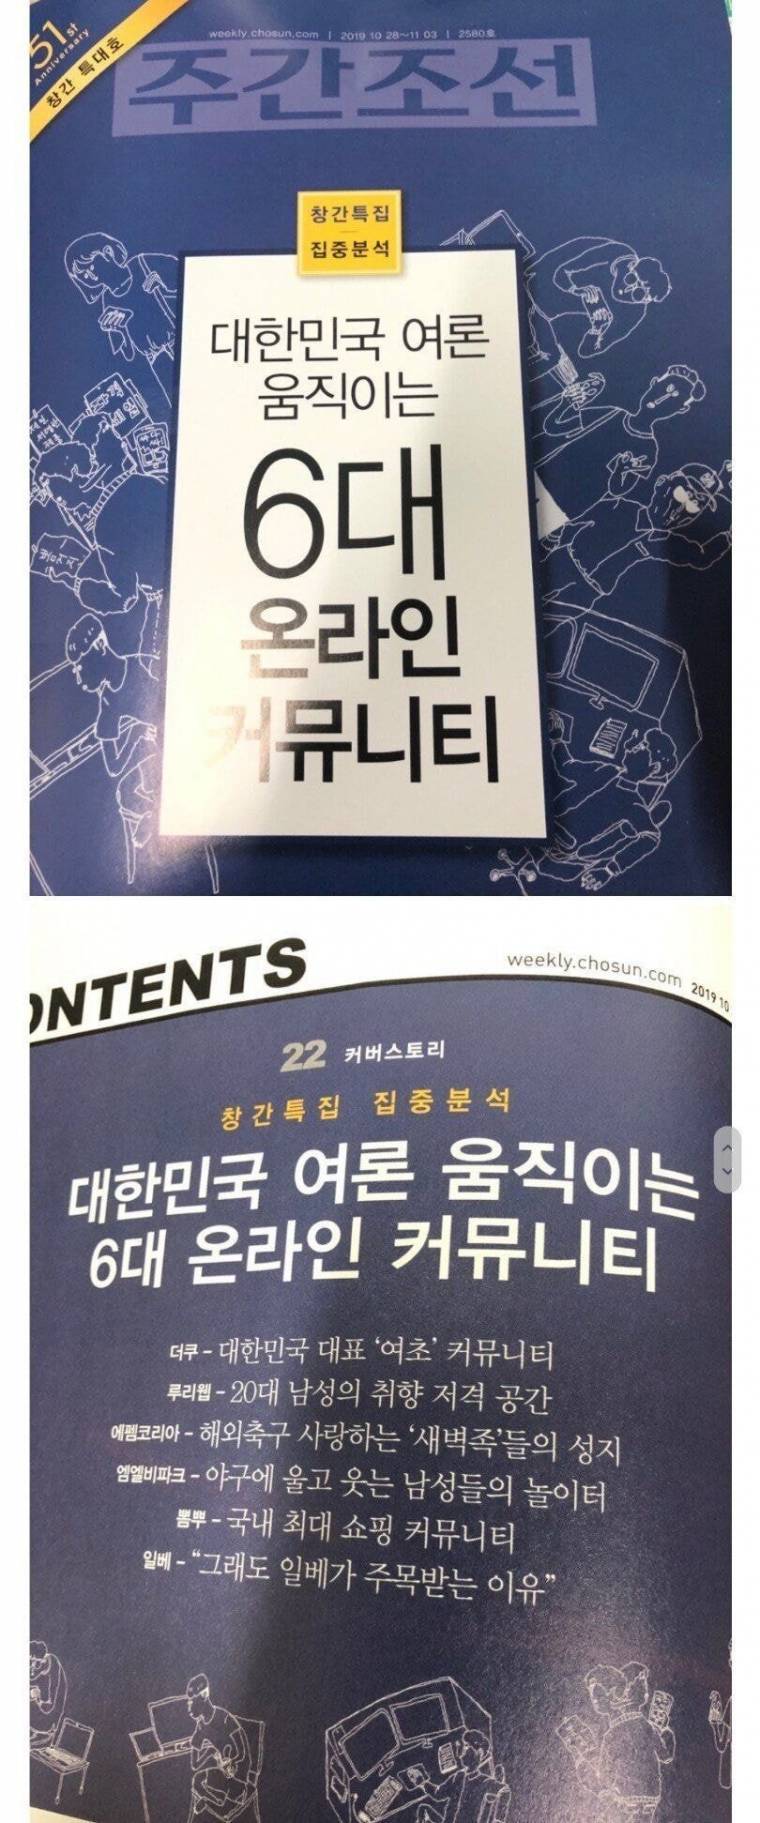 51st
Anniversary
창간 특대호
weekly.chosun.com | 2019 10 28~11 03 | 2580호
주간조선
창간특집
집중분석
대한민국 여론
움직이는
6대
온라인
커뮤니티
ONTENTS
weekly.chosun.com 2019 10
22 커버스토리
창간특집 집중분석
대한민국 여론 움직이는
6대 온라인 커뮤니티
더쿠 - 대한민국 대표 ‘여초’ 커뮤니티
루리웹 - 20대 남성의 취향 저격 공간
에펨코리아 - 해외축구 사랑하는 ‘새벽족’들의 성지
엠엘비파크 - 야구에 울고 웃는 남성들의 놀이터
뽐뿌 - 국내 최대 쇼핑 커뮤니티
일베 - “그래도 일베가 주목받는 이유”